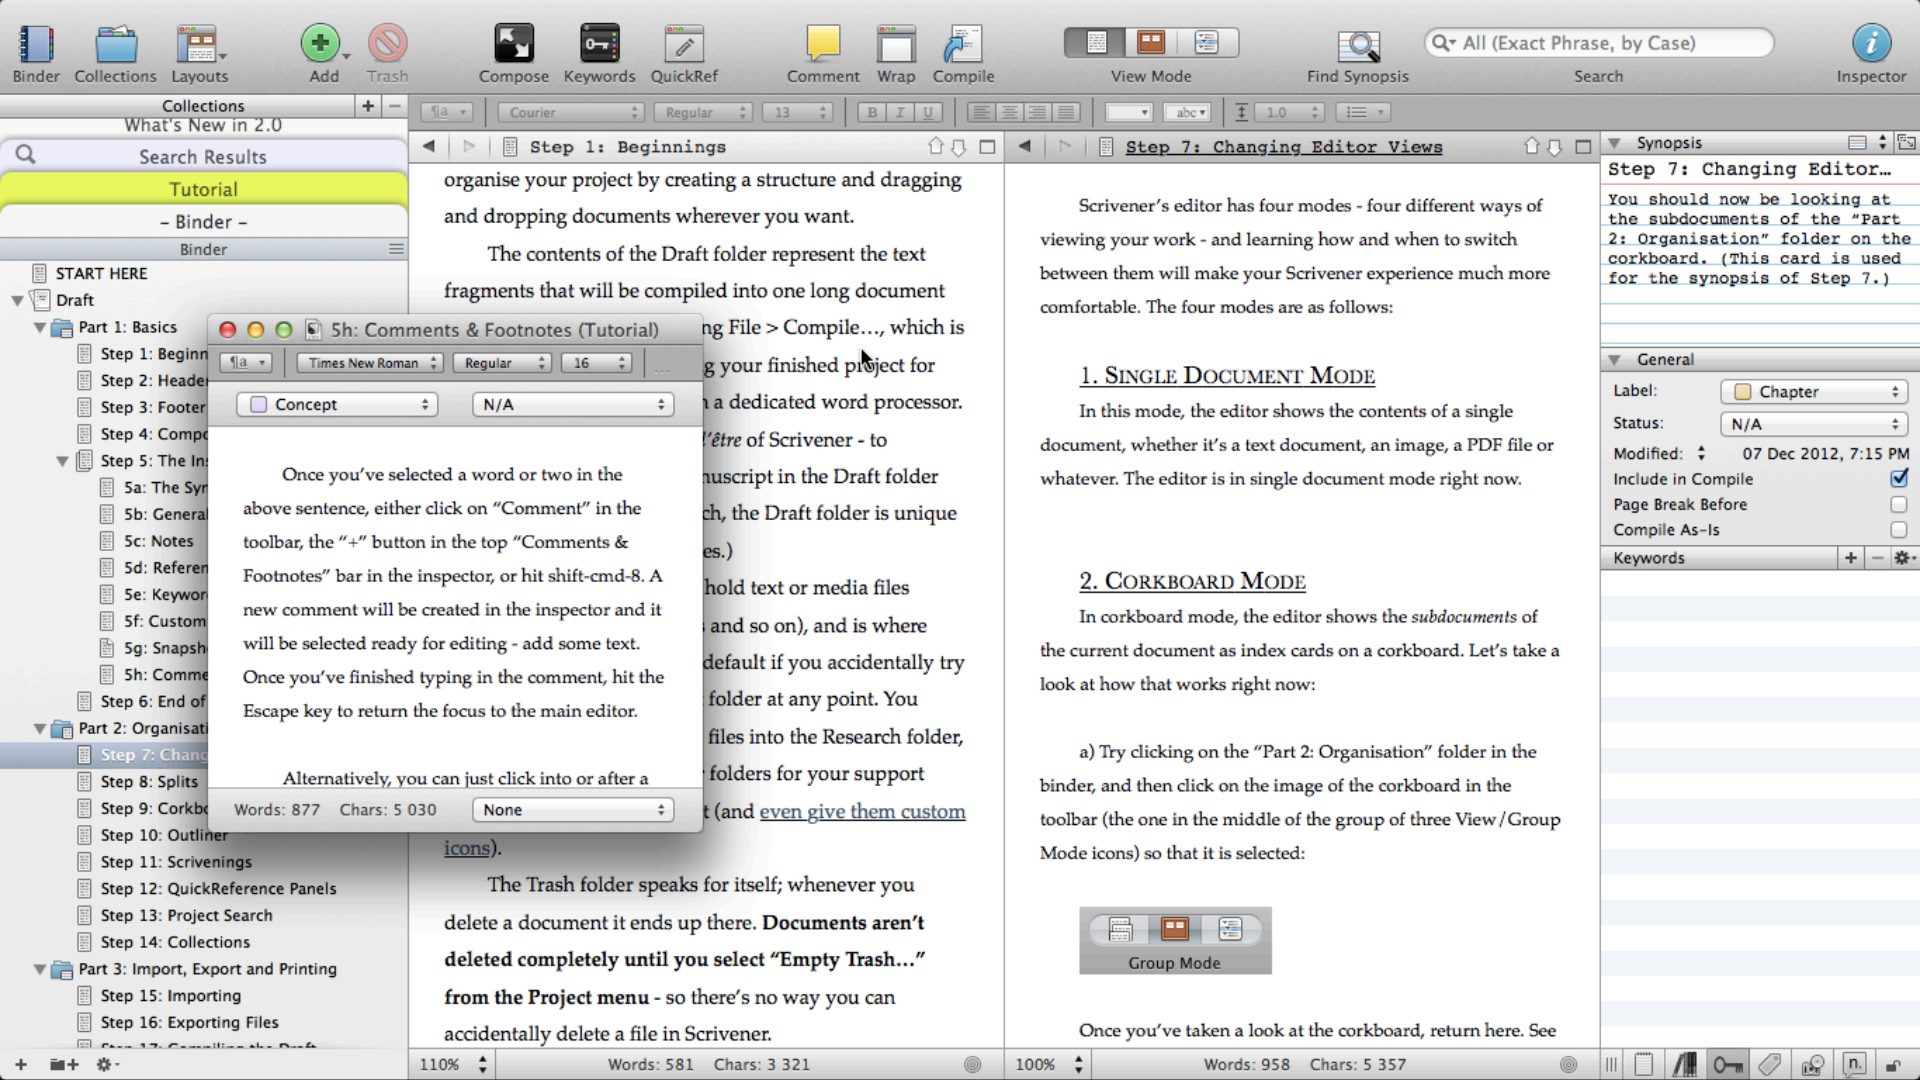 Binder
Collections
Layouts
Add
Trash
Compose
Keywords
QuickRef
Comment
Wrap
Compile
View Mode
Find Synopsis
All (Exact Phrase, by Case)
Search
Inspector
Collections
What's New in 2.0
Search Results
Tutorial
– Binder –
Binder
START HERE
Draft
Part 1: Basics
Step 1: Beginn
Step 2: Header
Step 3: Footer
Step 4: Compo
Step 5: The Ins
5a: The Syn
5b: General
5c: Notes
5d: Referen
5e: Keywor
5f: Custom
5g: Snapsh
5h: Comme
Step 6: End of
Part 2: Organisati
Step 7: Chang
Step 8: Splits
Step 9: Corkbo
Step 10: Outliner
Step 11: Scrivenings
Step 12: QuickReference Panels
Step 13: Project Search
Step 14: Collections
Part 3: Import, Export and Printing
Step 15: Importing
Step 16: Exporting Files
Step 17: Compiling the Draft
¶a
Courier
Regular
13
B I U
abc
1.0
Step 1: Beginnings
organise your project by creating a structure and dragging
and dropping documents wherever you want.
The contents of the Draft folder represent the text
fragments that will be compiled into one long document
ng File > Compile…, which is
g your finished project for
n a dedicated word processor.
l'être of Scrivener - to
nuscript in the Draft folder
ch, the Draft folder is unique
es.)
hold text or media files
s and so on), and is where
default if you accidentally try
folder at any point. You
files into the Research folder,
folders for your support
t (and even give them custom
icons).
The Trash folder speaks for itself; whenever you
delete a document it ends up there. Documents aren't
deleted completely until you select “Empty Trash…”
from the Project menu - so there's no way you can
accidentally delete a file in Scrivener.
110%
Words: 581 Chars: 3 321
5h: Comments & Footnotes (Tutorial)
¶a
Times New Roman
Regular
16
...
Concept
N/A
Once you've selected a word or two in the
above sentence, either click on “Comment” in the
toolbar, the “+” button in the top “Comments &
Footnotes” bar in the inspector, or hit shift-cmd-8. A
new comment will be created in the inspector and it
will be selected ready for editing - add some text.
Once you've finished typing in the comment, hit the
Escape key to return the focus to the main editor.
Alternatively, you can just click into or after a
Words: 877 Chars: 5 030
None
Step 7: Changing Editor Views
Scrivener's editor has four modes - four different ways of
viewing your work - and learning how and when to switch
between them will make your Scrivener experience much more
comfortable. The four modes are as follows:
1. Single Document Mode
In this mode, the editor shows the contents of a single
document, whether it's a text document, an image, a PDF file or
whatever. The editor is in single document mode right now.
2. Corkboard Mode
In corkboard mode, the editor shows the subdocuments of
the current document as index cards on a corkboard. Let's take a
look at how that works right now:
a) Try clicking on the “Part 2: Organisation” folder in the
binder, and then click on the image of the corkboard in the
toolbar (the one in the middle of the group of three View/Group
Mode icons) so that it is selected:
Group Mode
Once you've taken a look at the corkboard, return here. See
100%
Words: 958 Chars: 5 357
Synopsis
Step 7: Changing Editor…
You should now be looking at
the subdocuments of the “Part
2: Organisation” folder on the
corkboard. (This card is used
for the synopsis of Step 7.)
General
Label: Chapter
Status: N/A
Modified: 07 Dec 2012, 7:15 PM
Include in Compile
Page Break Before
Compile As-Is
Keywords
n.